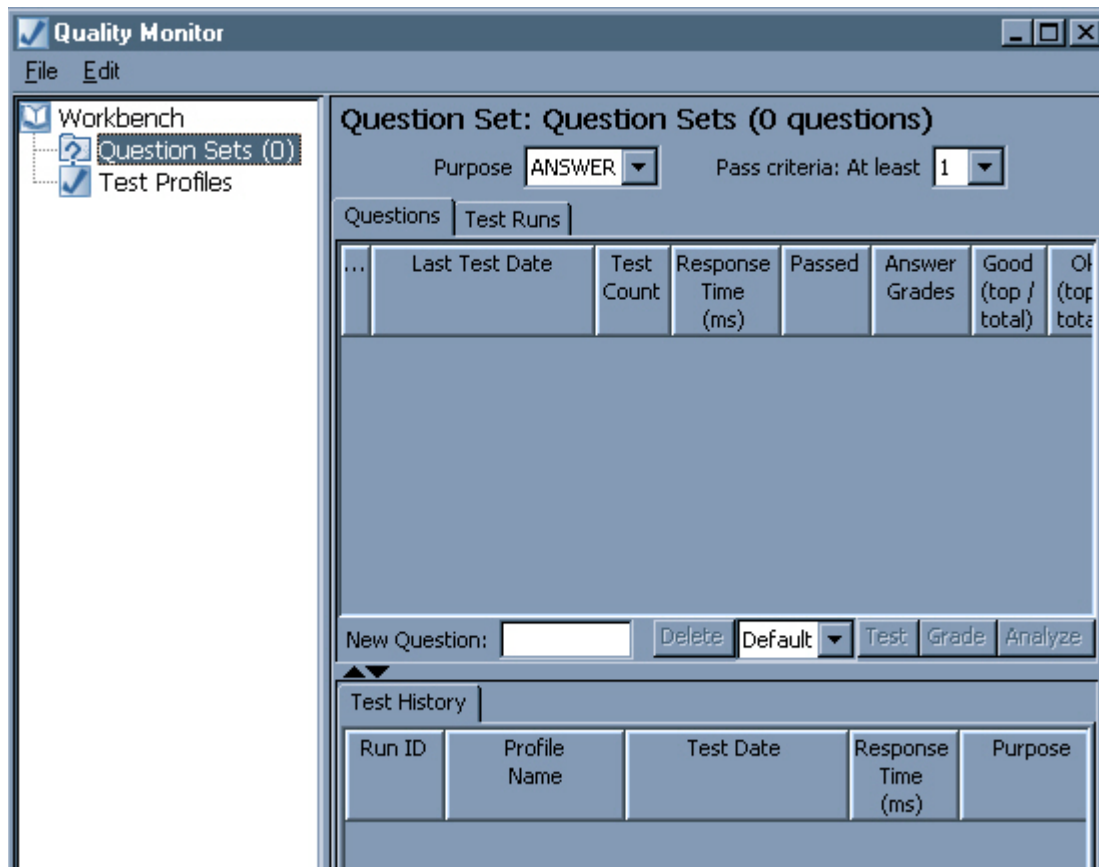 Quality Monitor
File Edit
Workbench
Question Sets (0)
Test Profiles
Question Set: Question Sets (0 questions)
Purpose ANSWER Pass criteria: At least 1
Questions Test Runs
... Last Test Date Test Count Response Time (ms) Passed Answer Grades Good (top / total)
New Question: Delete Default Test Grade Analyze
Test History
Run ID Profile Name Test Date Response Time (ms) Purpose